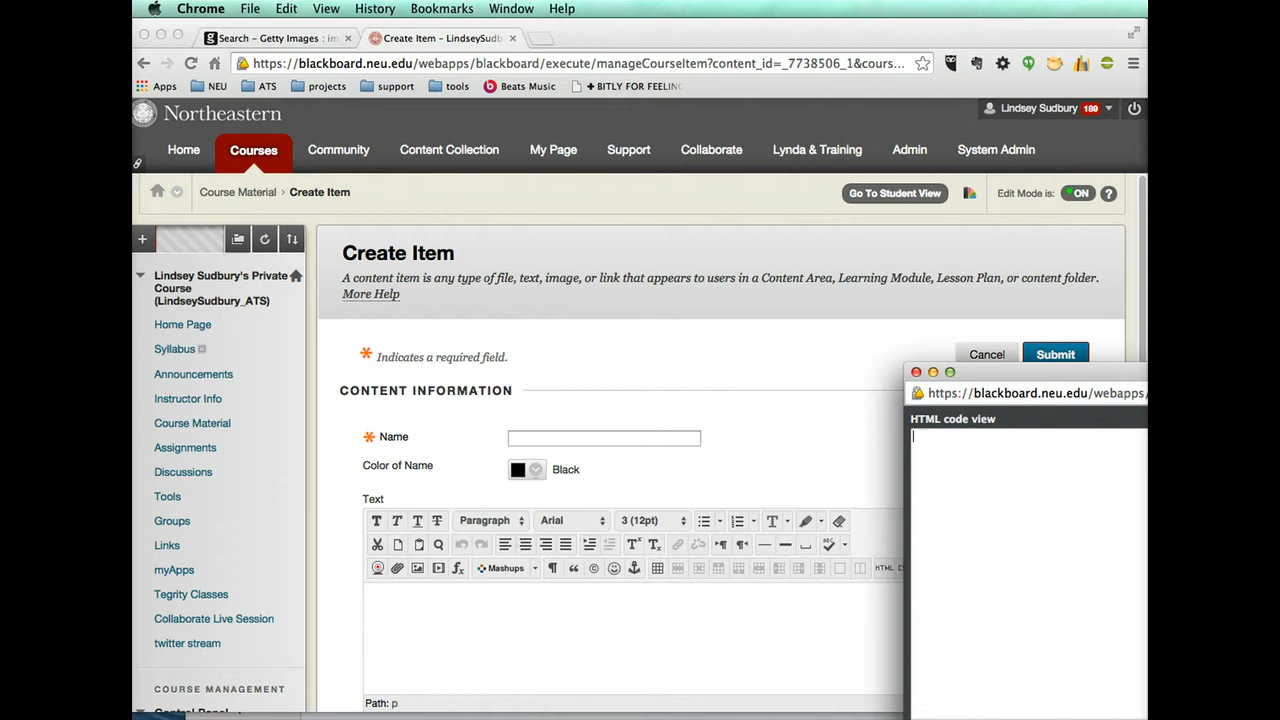 Chrome File Edit View History Bookmarks Window Help
Search - Getty Images : im Create Item - LindseySudb
https://blackboard.neu.edu/webapps/blackboard/execute/manageCourseItem?content_id=_7738506_1&cours...
Apps NEU ATS projects support tools Beats Music + BITLY FOR FEELING
Northeastern
Lindsey Sudbury 189
Home Courses Community Content Collection My Page Support Collaborate Lynda & Training Admin System Admin
Course Material > Create Item
Go To Student View Edit Mode is: ON ?
Create Item
A content item is any type of file, text, image, or link that appears to users in a Content Area, Learning Module, Lesson Plan, or content folder.
More Help
Lindsey Sudbury's Private
Course
(LindseySudbury_ATS)
Home Page
Syllabus
Announcements
Instructor Info
Course Material
Assignments
Discussions
Tools
Groups
Links
myApps
Tegrity Classes
Collaborate Live Session
twitter stream
COURSE MANAGEMENT
Control Panel
* Indicates a required field.
Cancel Submit
CONTENT INFORMATION
* Name
Color of Name Black
Text
T T T T Paragraph Arial 3 (12pt)
Mashups HTML
Path: p
https://blackboard.neu.edu/webapps/
HTML code view